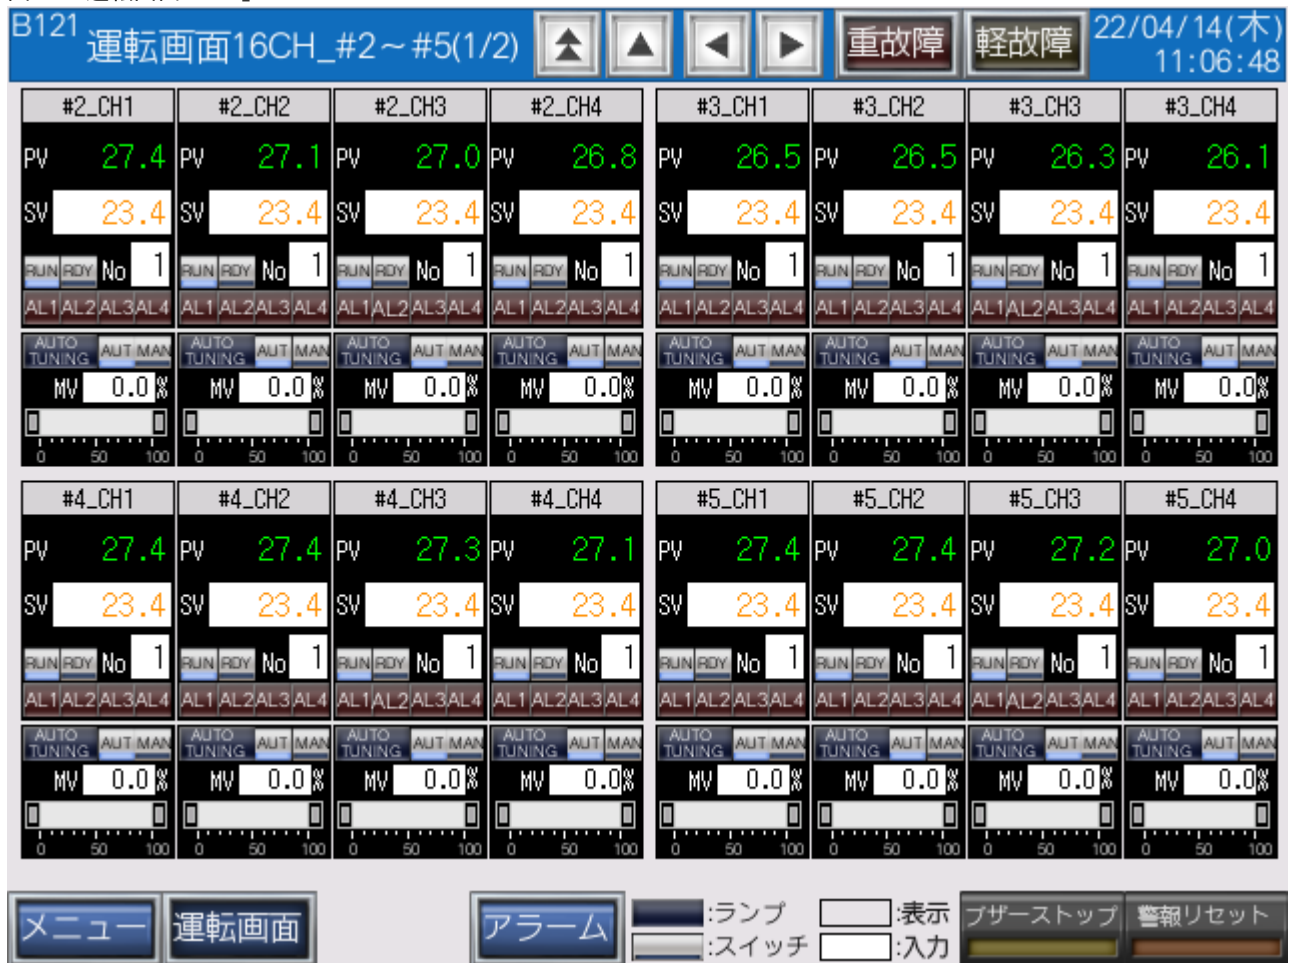 B121 運転画面16CH_#2～#5(1/2) 重故障 軽故障 22/04/14(木) 11:06:48
#2_CH1 #2_CH2 #2_CH3 #2_CH4 #3_CH1 #3_CH2 #3_CH3 #3_CH4
PV 27.4 PV 27.1 PV 27.0 PV 26.8 PV 26.5 PV 26.5 PV 26.3 PV 26.1
SV 23.4 SV 23.4 SV 23.4 SV 23.4 SV 23.4 SV 23.4 SV 23.4 SV 23.4
RUN RDY No 1 RUN RDY No 1 RUN RDY No 1 RUN RDY No 1 RUN RDY No 1 RUN RDY No 1 RUN RDY No 1 RUN RDY No 1
AL1 AL2 AL3 AL4 AL1 AL2 AL3 AL4 AL1 AL2 AL3 AL4 AL1 AL2 AL3 AL4 AL1 AL2 AL3 AL4 AL1 AL2 AL3 AL4 AL1 AL2 AL3 AL4 AL1 AL2 AL3 AL4
AUTO TUNING AUT MAN AUTO TUNING AUT MAN AUTO TUNING AUT MAN AUTO TUNING AUT MAN AUTO TUNING AUT MAN AUTO TUNING AUT MAN AUTO TUNING AUT MAN AUTO TUNING AUT MAN
MV 0.0% MV 0.0% MV 0.0% MV 0.0% MV 0.0% MV 0.0% MV 0.0% MV 0.0%
0 50 100 0 50 100 0 50 100 0 50 100 0 50 100 0 50 100 0 50 100 0 50 100
#4_CH1 #4_CH2 #4_CH3 #4_CH4 #5_CH1 #5_CH2 #5_CH3 #5_CH4
PV 27.4 PV 27.4 PV 27.3 PV 27.1 PV 27.4 PV 27.4 PV 27.2 PV 27.0
SV 23.4 SV 23.4 SV 23.4 SV 23.4 SV 23.4 SV 23.4 SV 23.4 SV 23.4
RUN RDY No 1 RUN RDY No 1 RUN RDY No 1 RUN RDY No 1 RUN RDY No 1 RUN RDY No 1 RUN RDY No 1 RUN RDY No 1
AL1 AL2 AL3 AL4 AL1 AL2 AL3 AL4 AL1 AL2 AL3 AL4 AL1 AL2 AL3 AL4 AL1 AL2 AL3 AL4 AL1 AL2 AL3 AL4 AL1 AL2 AL3 AL4 AL1 AL2 AL3 AL4
AUTO TUNING AUT MAN AUTO TUNING AUT MAN AUTO TUNING AUT MAN AUTO TUNING AUT MAN AUTO TUNING AUT MAN AUTO TUNING AUT MAN AUTO TUNING AUT MAN AUTO TUNING AUT MAN
MV 0.0% MV 0.0% MV 0.0% MV 0.0% MV 0.0% MV 0.0% MV 0.0% MV 0.0%
0 50 100 0 50 100 0 50 100 0 50 100 0 50 100 0 50 100 0 50 100 0 50 100
メニュー 運転画面 アラーム :ランプ :表示 ブザーストップ 警報リセット
:スイッチ :入力